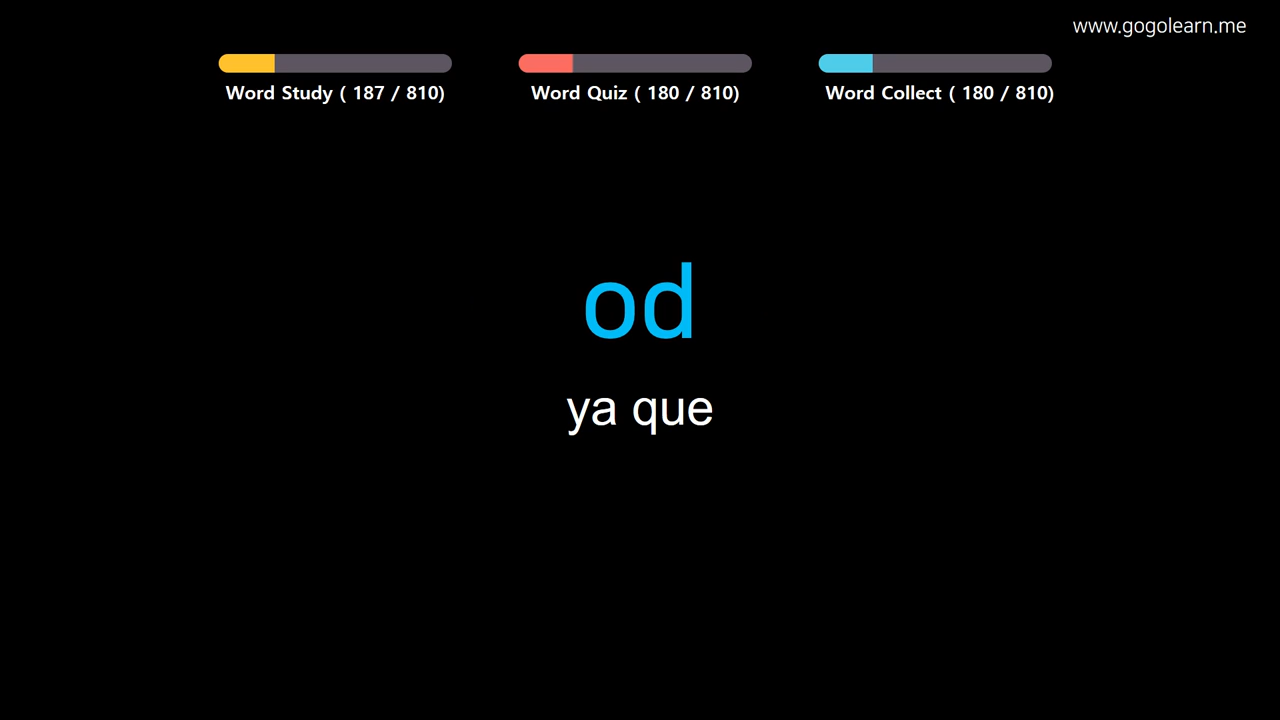 www.gogolearn.me
Word Study ( 187 / 810)
Word Quiz ( 180 / 810)
Word Collect ( 180 / 810)
od
ya que